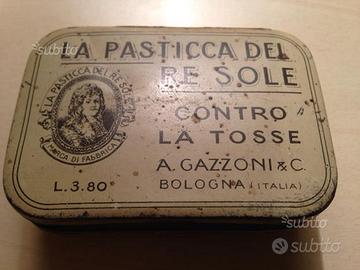 subito
subito
LA PASTICCA DEL
RE SOLE
LA PASTICCA DEL RE SOLE
MARCA DI FABBRICA
CONTRO
LA TOSSE
A. GAZZONI & C.
L. 3.80
BOLOGNA (ITALIA)
subito
subito